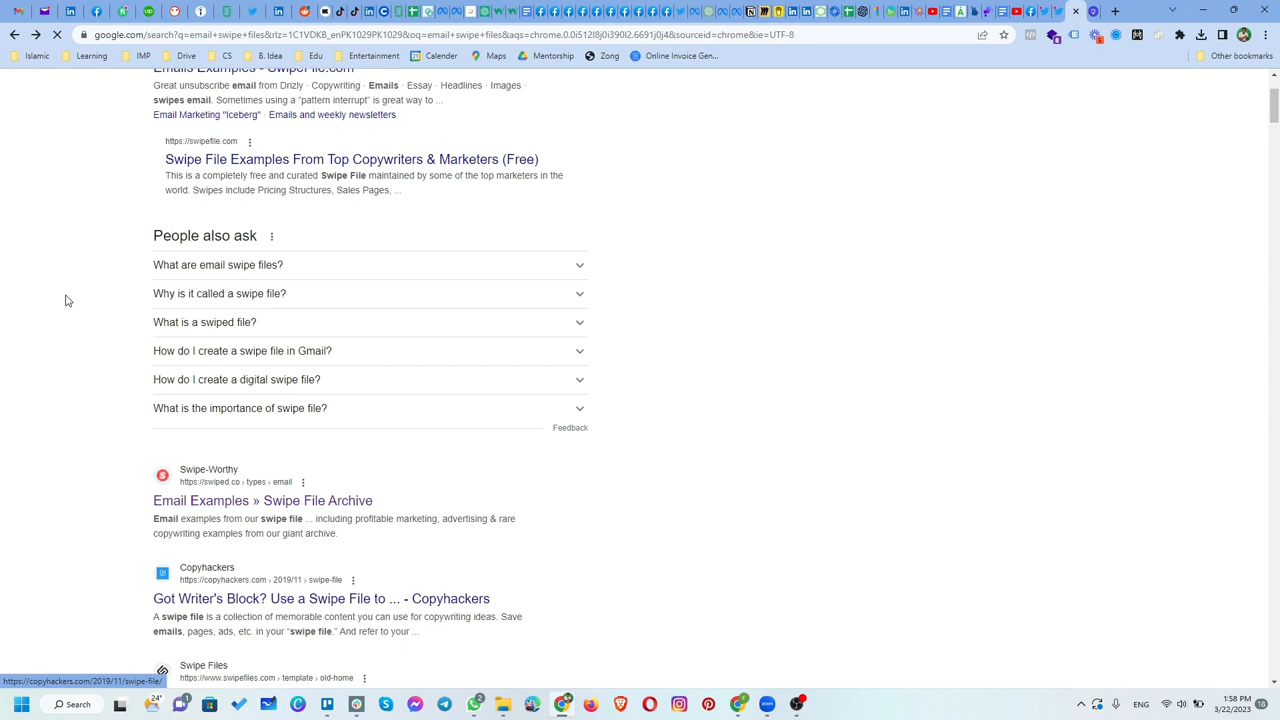 google.com/search?q=email+swipe+files&rlz=1C1VDKB_enPK1029PK1029&oq=email+swipe+files&aqs=chrome.0.0i512l8j0i390l2.6691j0j4&sourceid=chrome&ie=UTF-8
Islamic IMP Drive CS B. Idea Edu Entertainment Calendar Maps Mentorship Zong Online Invoice Gen... Other bookmarks
Emails Examples - SwipeFile.com
Great unsubscribe email from Drizly · Copywriting · Emails · Essay · Headlines · Images ·
swipes email. Sometimes using a "pattern interrupt" is great way to ...
Email Marketing "Iceberg" · Emails and weekly newsletters
https://swipefile.com
Swipe File Examples From Top Copywriters & Marketers (Free)
This is a completely free and curated Swipe File maintained by some of the top marketers in the
world. Swipes include Pricing Structures, Sales Pages, ...
People also ask
What are email swipe files?
Why is it called a swipe file?
What is a swiped file?
How do I create a swipe file in Gmail?
How do I create a digital swipe file?
What is the importance of swipe file?
Feedback
Swipe-Worthy
https://swiped.co › types › email
Email Examples » Swipe File Archive
Email examples from our swipe file ... including profitable marketing, advertising & rare
copywriting examples from our giant archive.
Copyhackers
https://copyhackers.com › 2019/11 › swipe-file
Got Writer's Block? Use a Swipe File to ... - Copyhackers
A swipe file is a collection of memorable content you can use for copywriting ideas. Save
emails, pages, ads, etc. in your "swipe file." And refer to your ...
Swipe Files
https://www.swipefiles.com › template › old-home
https://copyhackers.com/2019/11/swipe-file/
Search
24°
ENG
1:58 PM
3/22/2023